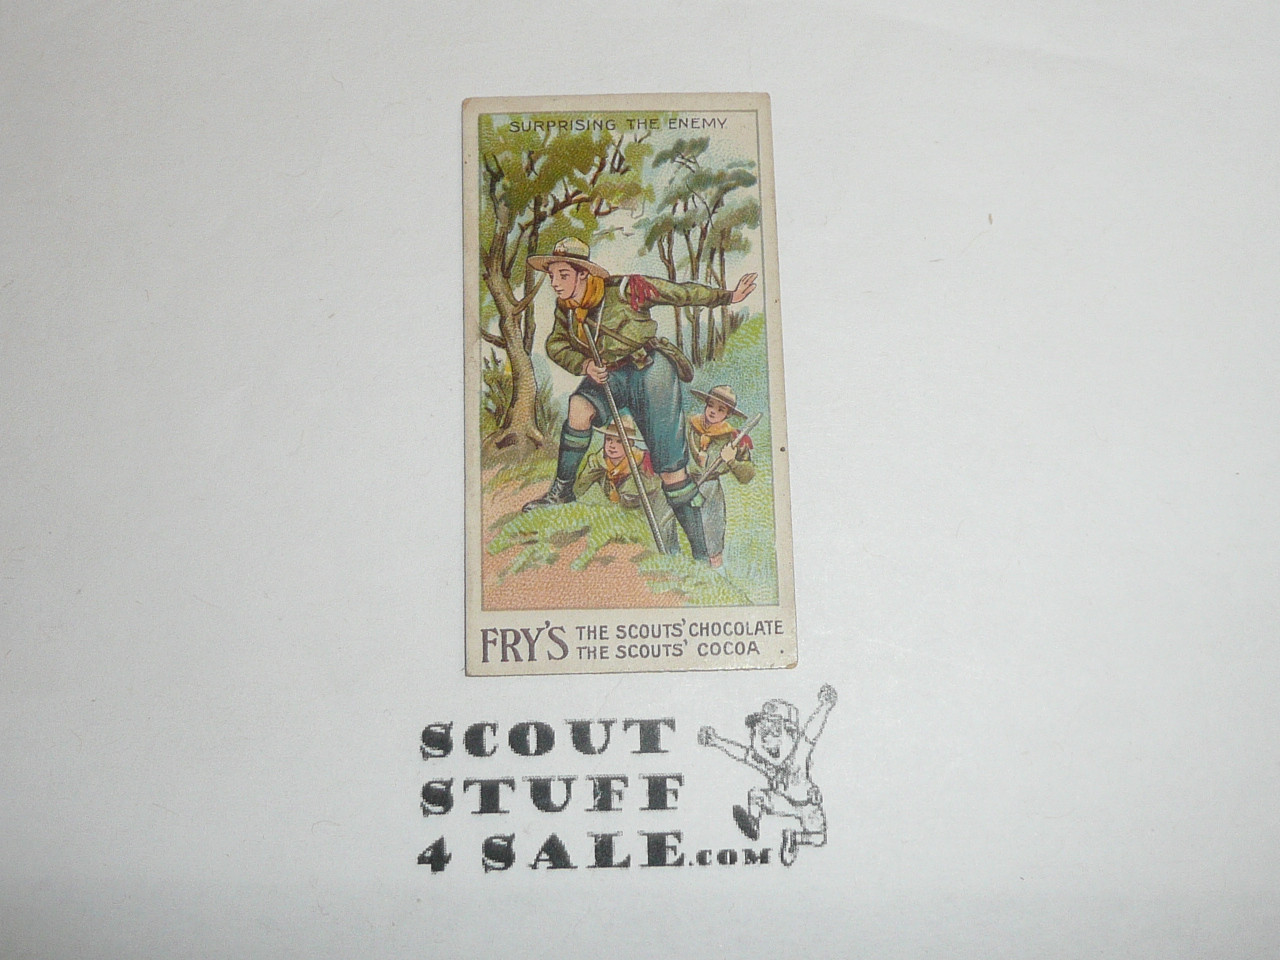 SURPRISING THE ENEMY
FRY'S THE SCOUTS' CHOCOLATE
THE SCOUTS' COCOA
SCOUT
STUFF
4 SALE.COM